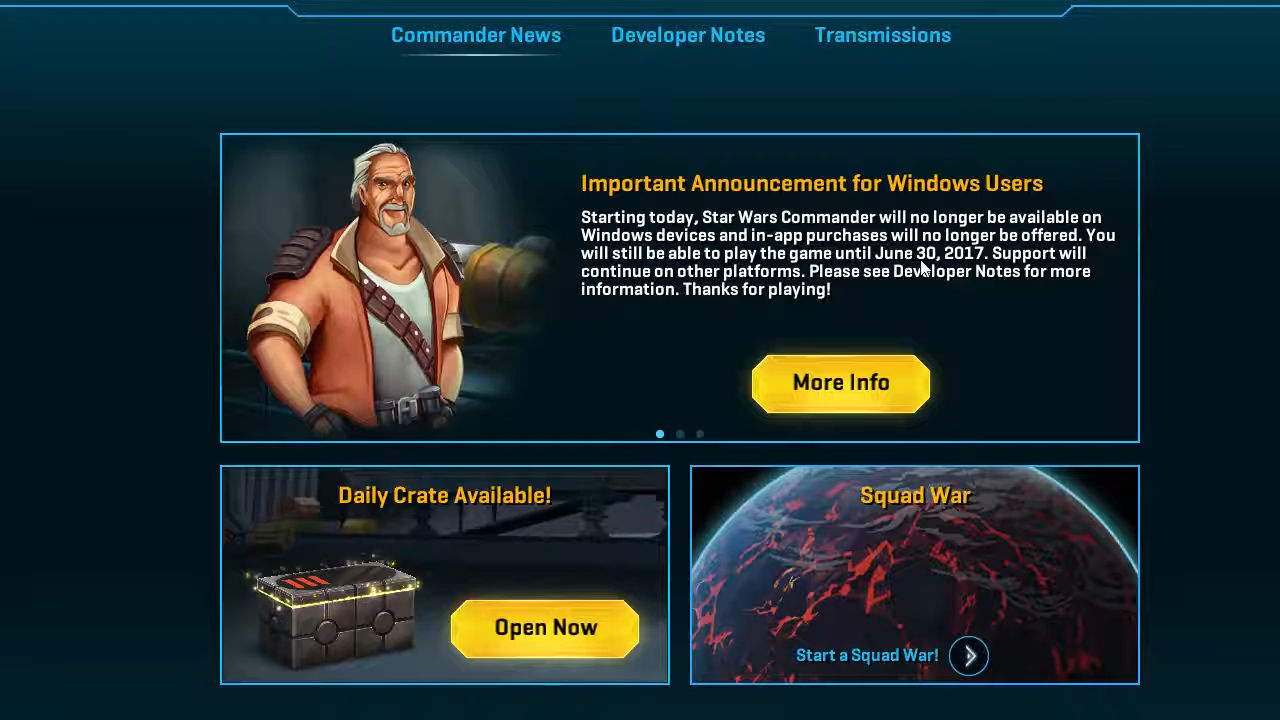 Commander News
Developer Notes
Transmissions
Important Announcement for Windows Users
Starting today, Star Wars Commander will no longer be available on
Windows devices and in-app purchases will no longer be offered. You
will still be able to play the game until June 30, 2017. Support will
continue on other platforms. Please see Developer Notes for more
information. Thanks for playing!
More Info
Daily Crate Available!
Open Now
Squad War
Start a Squad War!